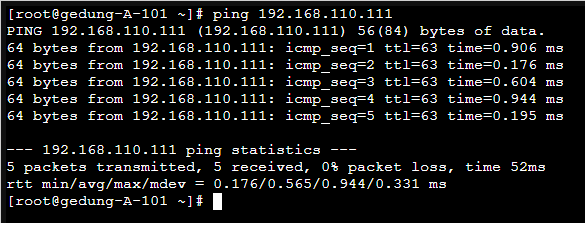 [root@gedung-A-101 ~]# ping 192.168.110.111
PING 192.168.110.111 (192.168.110.111) 56(84) bytes of data.
64 bytes from 192.168.110.111: icmp_seq=1 ttl=63 time=0.906 ms
64 bytes from 192.168.110.111: icmp_seq=2 ttl=63 time=0.176 ms
64 bytes from 192.168.110.111: icmp_seq=3 ttl=63 time=0.604 ms
64 bytes from 192.168.110.111: icmp_seq=4 ttl=63 time=0.944 ms
64 bytes from 192.168.110.111: icmp_seq=5 ttl=63 time=0.195 ms
--- 192.168.110.111 ping statistics ---
5 packets transmitted, 5 received, 0% packet loss, time 52ms
rtt min/avg/max/mdev = 0.176/0.565/0.944/0.331 ms
[root@gedung-A-101 ~]#